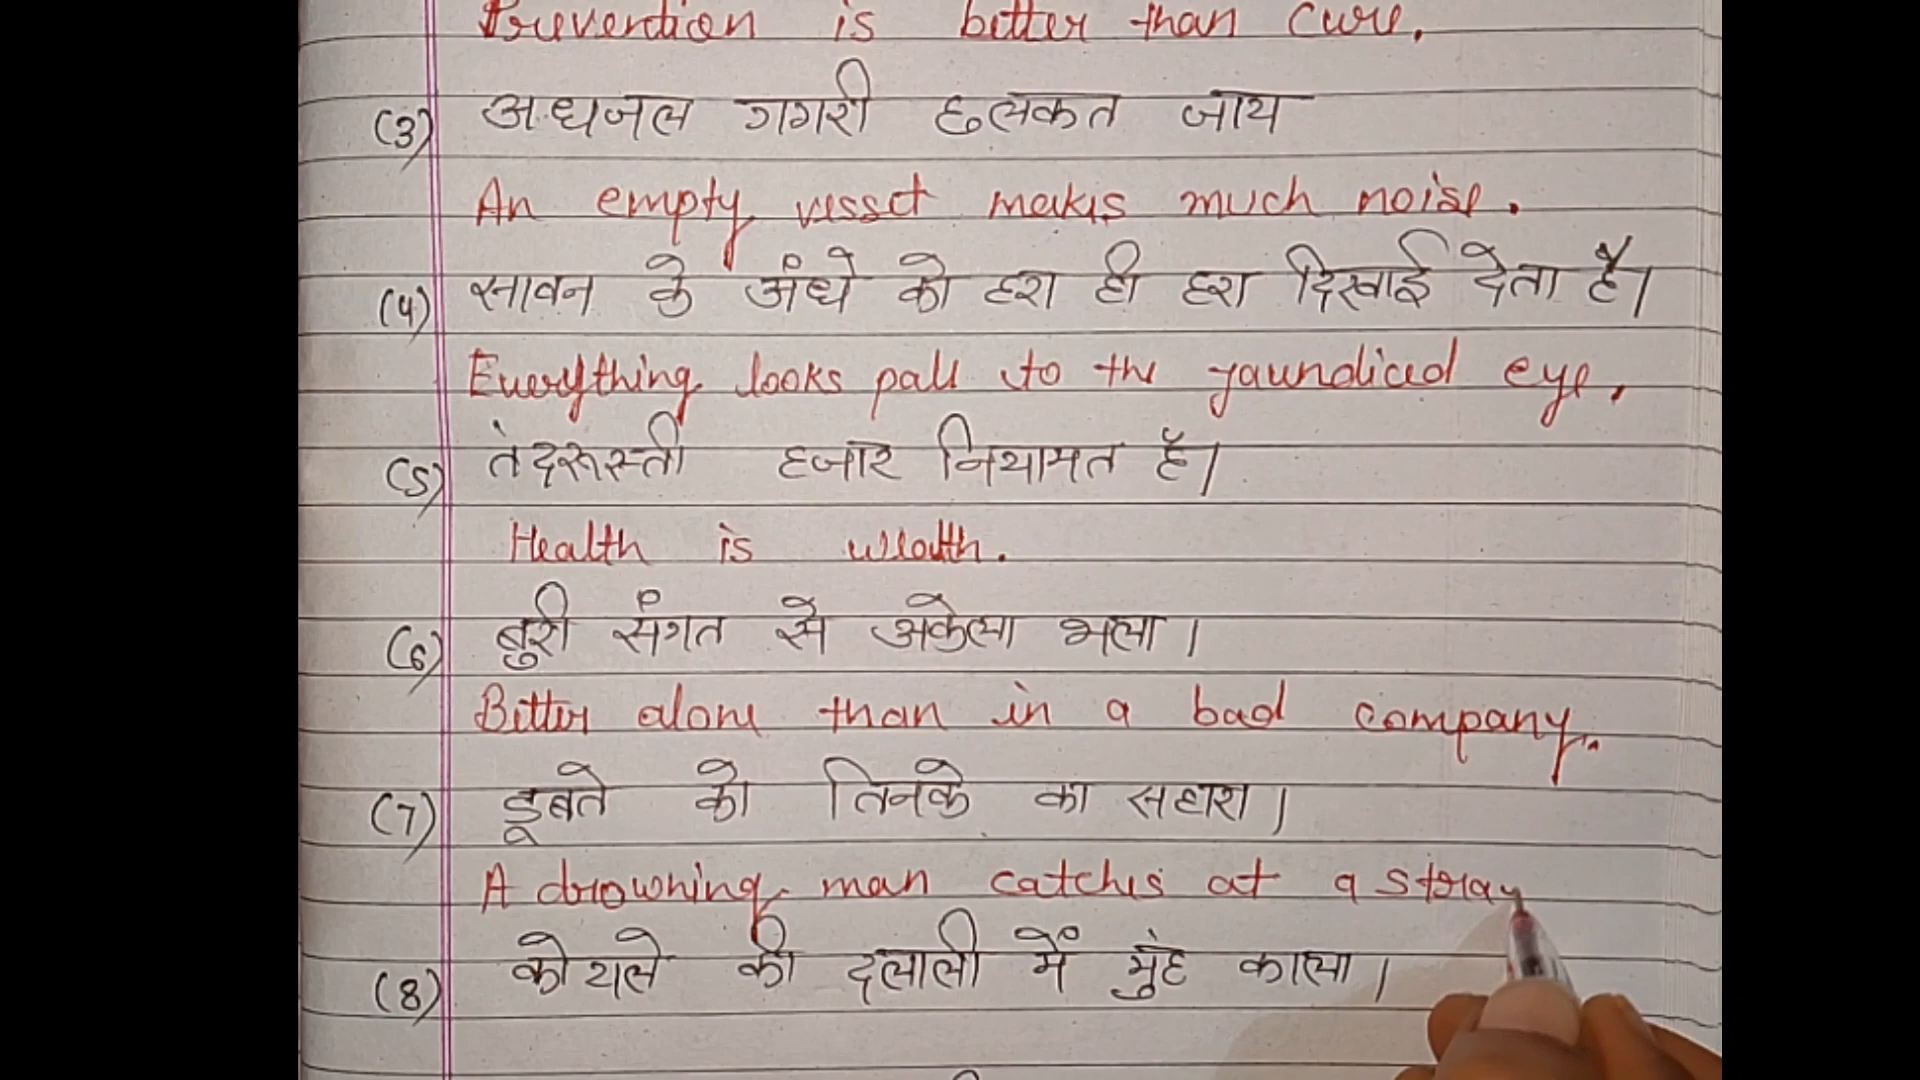 Prevention is better than cure.
(3) अधजल गगरी छलकत जाय
An empty vessel makes much noise.
(4) सावन के अंधे को हरा ही हरा दिखाई देता है।
Everything looks pale to the jaundiced eye.
(5) तंदरूस्ती हजार नियामत है।
Health is wealth.
(6) बुरी संगत से अकेला भला।
Better alone than in a bad company.
(7) डूबते को तिनके का सहारा।
A drowning man catches at a straw
(8) कोयले की दलाली में मुंह काला।